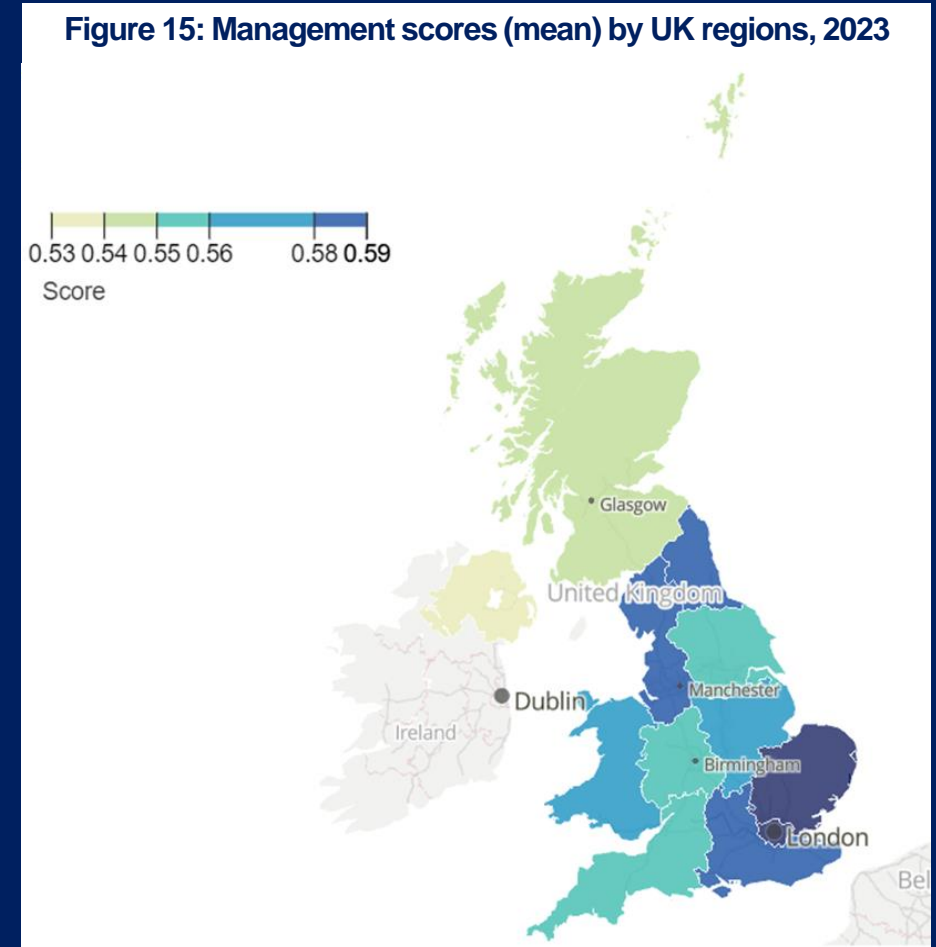 Figure 15: Management scores (mean) by UK regions, 2023
0.53 0.54 0.55 0.56 0.58 0.59
Score
Glasgow
United Kingdom
Manchester
Dublin
Ireland
Birmingham
London
Bel